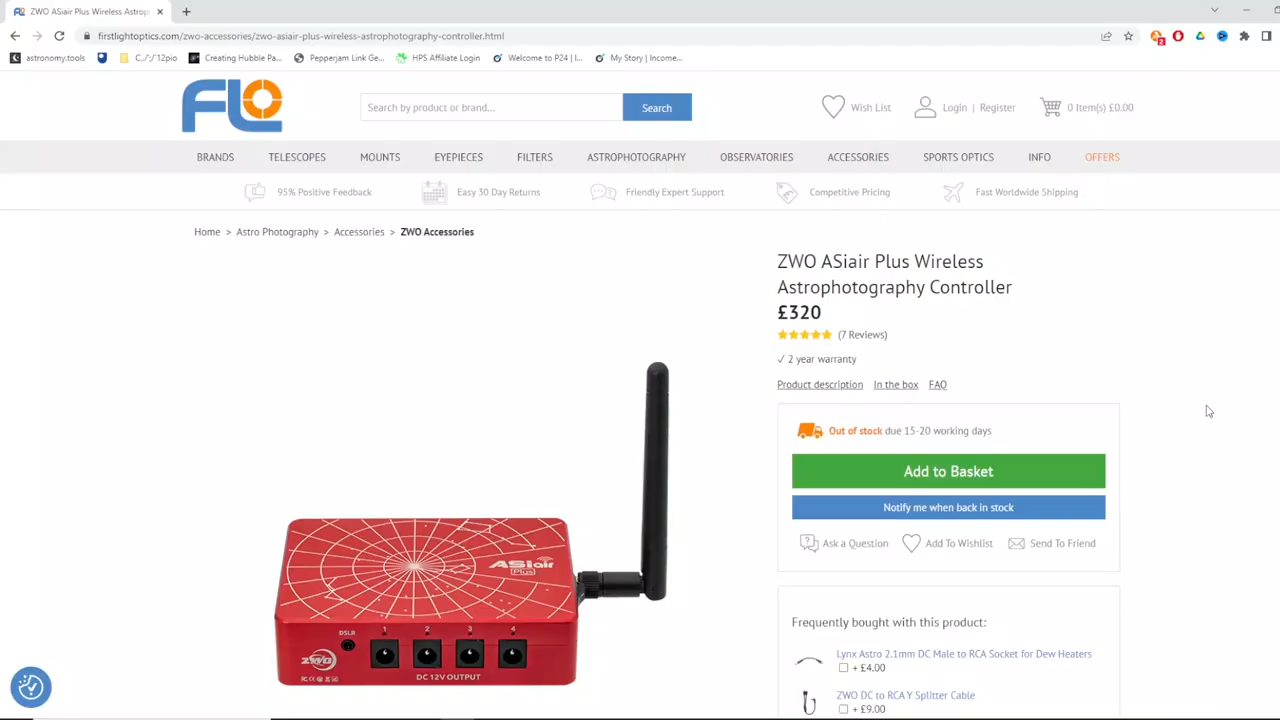 ZWO ASiair Plus Wireless Astrop
firstlightoptics.com/zwo-accessories/zwo-asiair-plus-wireless-astrophotography-controller.html
2
astronomy.tools
C../':/'12pio
Creating Hubble Pa...
Pepperjam Link Ge...
HPS Affiliate Login
Welcome to P24 | I...
My Story | Income...
FLO
Search by product or brand...
Search
Wish List
Login | Register
0 Item(s) £0.00
BRANDS
TELESCOPES
MOUNTS
EYEPIECES
FILTERS
ASTROPHOTOGRAPHY
OBSERVATORIES
ACCESSORIES
SPORTS OPTICS
INFO
OFFERS
95% Positive Feedback
Easy 30 Day Returns
Friendly Expert Support
Competitive Pricing
Fast Worldwide Shipping
Home > Astro Photography > Accessories > ZWO Accessories
ZWO ASiair Plus Wireless
Astrophotography Controller
£320
(7 Reviews)
✓ 2 year warranty
Product description
In the box
FAQ
Out of stock due 15-20 working days
Add to Basket
Notify me when back in stock
Ask a Question
Add To Wishlist
Send To Friend
Frequently bought with this product:
Lynx Astro 2.1mm DC Male to RCA Socket for Dew Heaters
+ £4.00
ZWO DC to RCA Y Splitter Cable
+ £9.00
ASiair
Plus
DSLR
1 2 3 4
ZWO
DC 12V OUTPUT